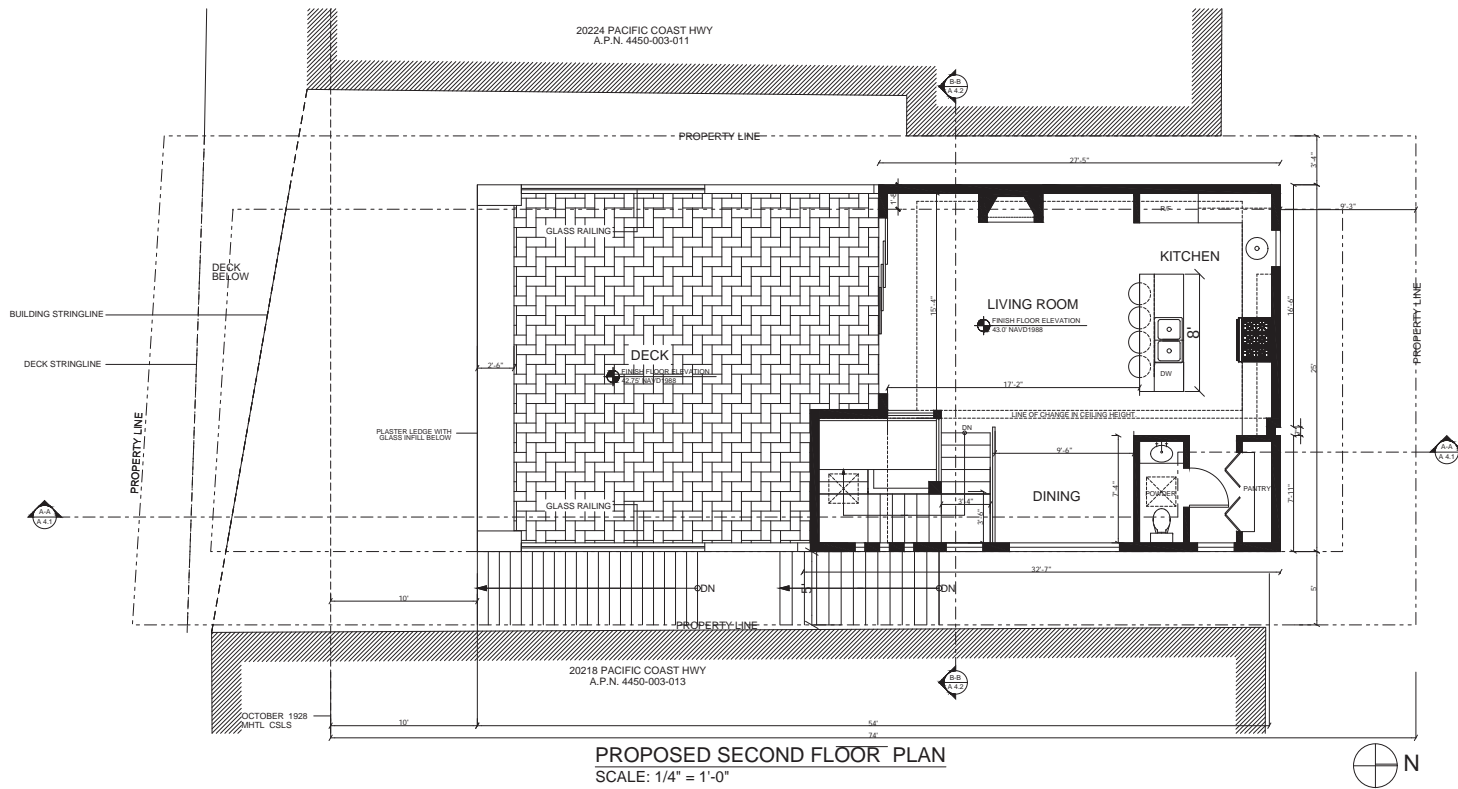 20224 PACIFIC COAST HWY
A.P.N. 4450-003-011
B-B
A 4.2
PROPERTY LINE
27'-5"
3'-4"
R/F
9'-3"
GLASS RAILING
KITCHEN
DECK
BELOW
LIVING ROOM
15'-4"
16'-6"
BUILDING STRINGLINE
FINISH FLOOR ELEVATION
43.0' NAVD1988
8'
PROPERTY LINE
DECK STRINGLINE
2'-6"
DECK
FINISH FLOOR ELEVATION
42.75' NAVD1988
DW
25'
17'-2"
LINE OF CHANGE IN CEILING HEIGHT
PLASTER LEDGE WITH
GLASS INFILL BELOW
PROPERTY LINE
DN
9'-6"
A-A
A 4.1
7'-4"
DINING
POWDER
PANTRY
7'-11"
3'-4"
3'-6"
GLASS RAILING
A-A
A 4.1
32'-7"
DN
DN
5'
5'
10'
PROPERTY LINE
20218 PACIFIC COAST HWY
A.P.N. 4450-003-013
B-B
A 4.2
OCTOBER 1928
MHTL CSLS
10'
54'
74'
PROPOSED SECOND FLOOR PLAN
SCALE: 1/4" = 1'-0"
N